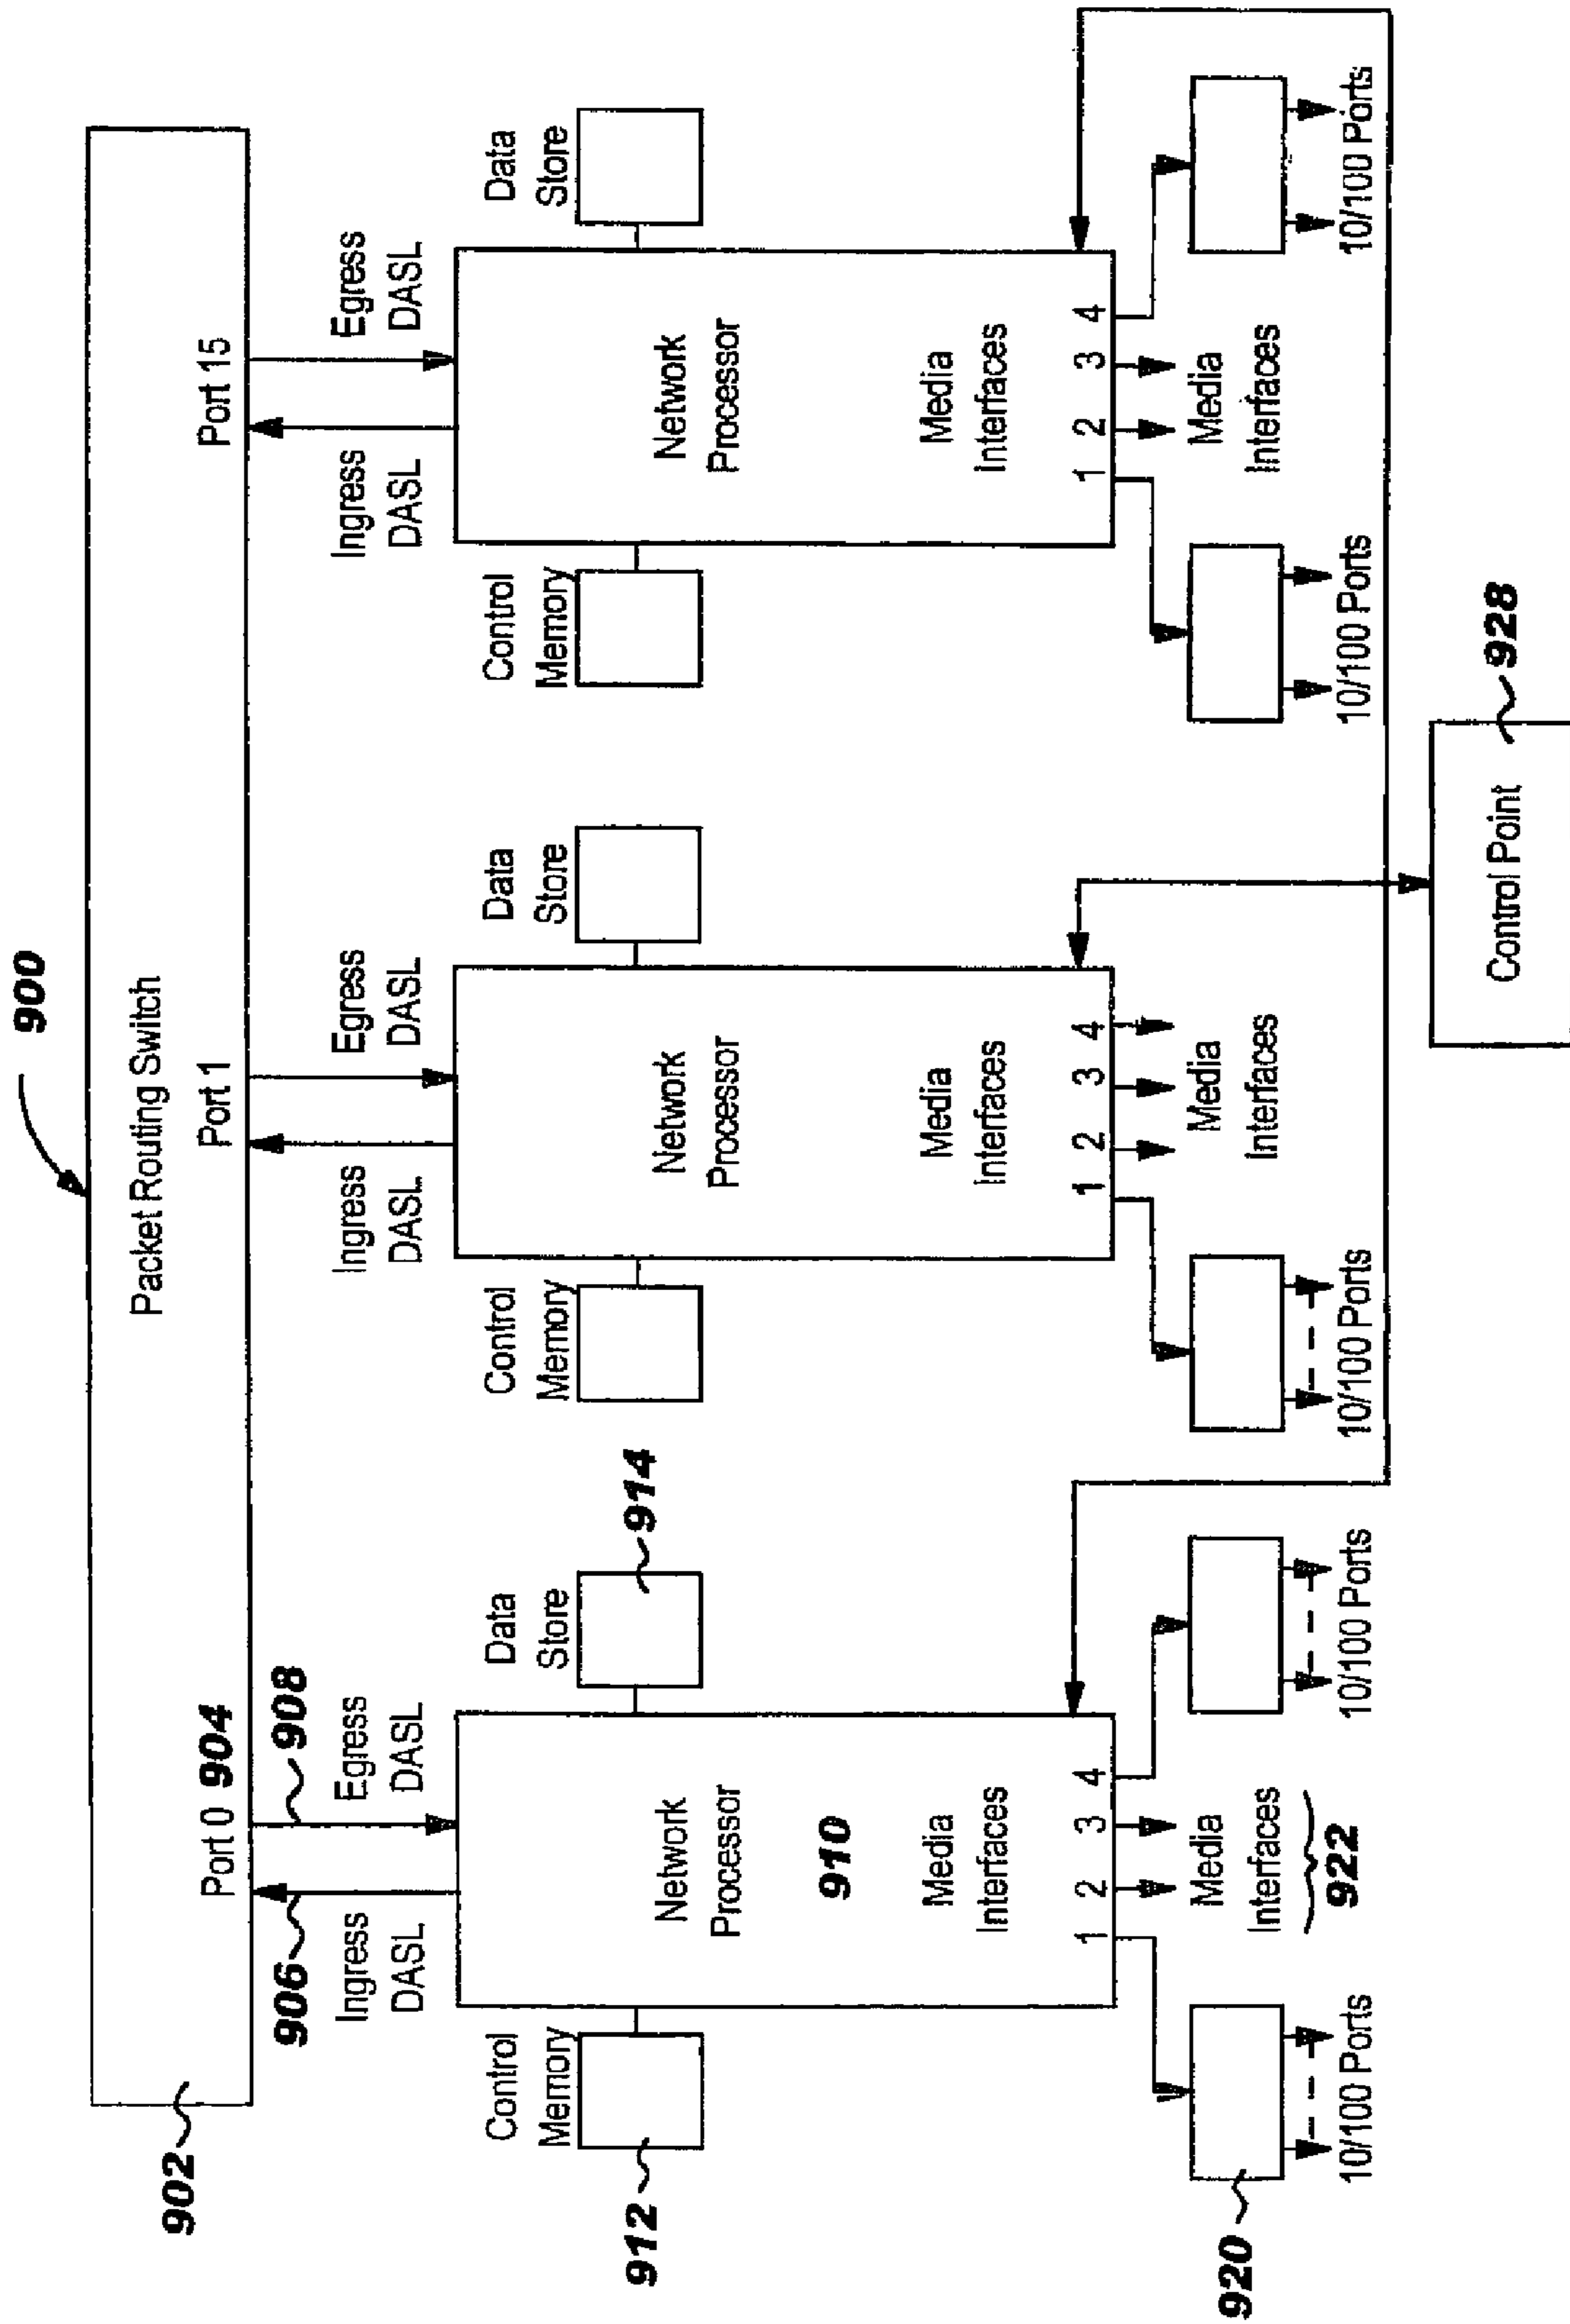 900
Packet Routing Switch
902
Port 0 904
Port 1
Port 15
906
908
Ingress
DASL
Egress
DASL
Ingress
DASL
Egress
DASL
Ingress
DASL
Egress
DASL
Control
Memory
912
Data
Store
914
Control
Memory
Data
Store
Control
Memory
Data
Store
Network
Processor
910
Media
Interfaces
1 2 3 4
Network
Processor
Media
Interfaces
1 2 3 4
Network
Processor
Media
Interfaces
1 2 3 4
920
10/100 Ports
Media
Interfaces
922
10/100 Ports
10/100 Ports
Media
Interfaces
10/100 Ports
Media
Interfaces
10/100 Ports
Control Point
928